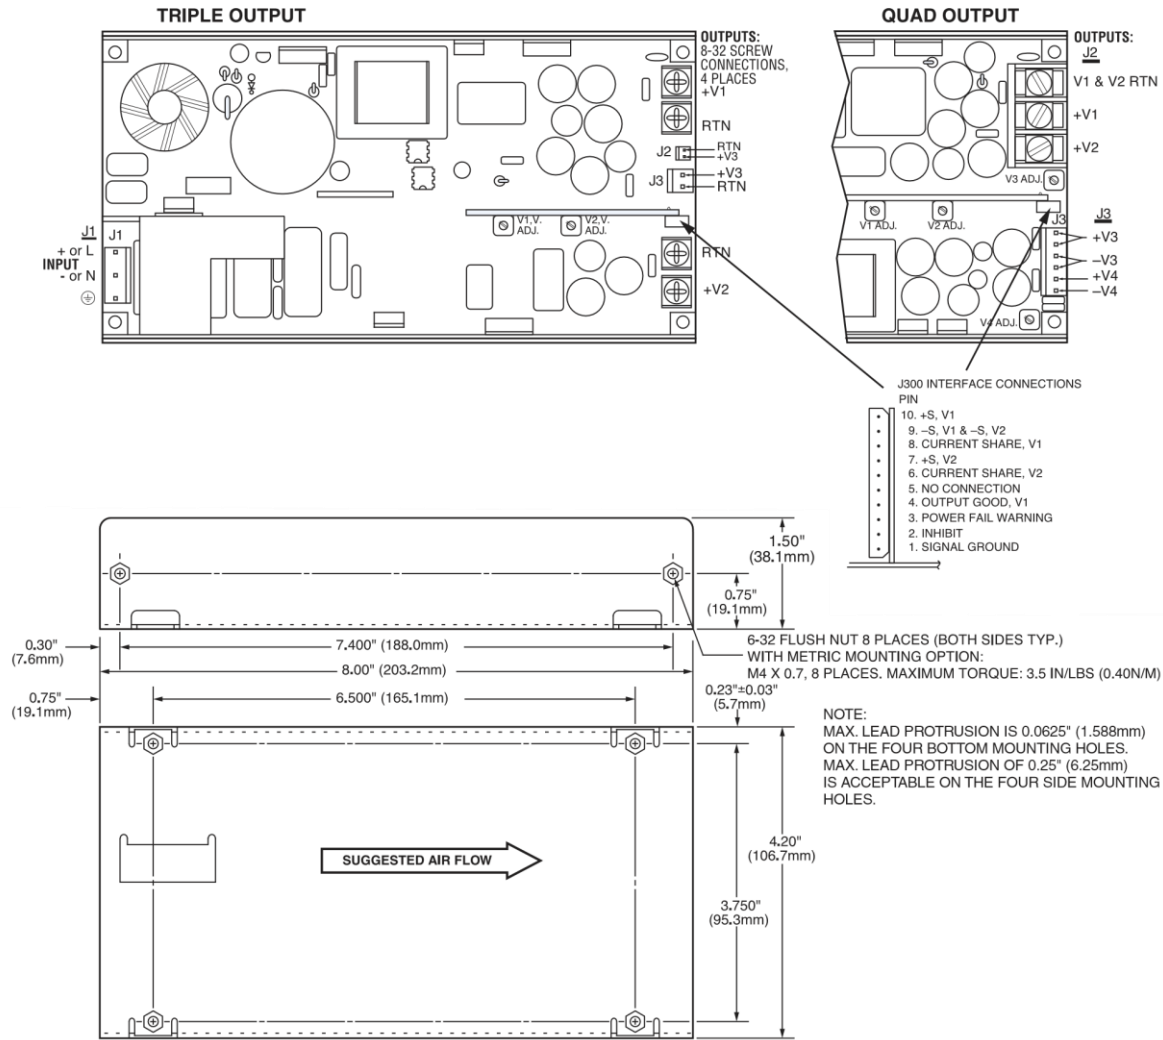 TRIPLE OUTPUT
OUTPUTS:
8-32 SCREW
CONNECTIONS,
4 PLACES
+V1
RTN
J2
RTN
+V3
J3
+V3
RTN
V1,V.
ADJ.
V2,V.
ADJ.
RTN
+V2
J1
J1
+ or L
INPUT
- or N
QUAD OUTPUT
OUTPUTS:
J2
V1 & V2 RTN
+V1
+V2
V3 ADJ.
V1 ADJ.
V2 ADJ.
J3
J3
+V3
–V3
+V4
–V4
V4 ADJ.
J300 INTERFACE CONNECTIONS
PIN
10. +S, V1
9. –S, V1 & –S, V2
8. CURRENT SHARE, V1
7. +S, V2
6. CURRENT SHARE, V2
5. NO CONNECTION
4. OUTPUT GOOD, V1
3. POWER FAIL WARNING
2. INHIBIT
1. SIGNAL GROUND
1.50"
(38.1mm)
0.75"
(19.1mm)
0.30"
(7.6mm)
7.400" (188.0mm)
8.00" (203.2mm)
0.75"
(19.1mm)
6.500" (165.1mm)
0.23"±0.03"
(5.7mm)
6-32 FLUSH NUT 8 PLACES (BOTH SIDES TYP.)
WITH METRIC MOUNTING OPTION:
M4 X 0.7, 8 PLACES. MAXIMUM TORQUE: 3.5 IN/LBS (0.40N/M)
NOTE:
MAX. LEAD PROTRUSION IS 0.0625" (1.588mm)
ON THE FOUR BOTTOM MOUNTING HOLES.
MAX. LEAD PROTRUSION OF 0.25" (6.25mm)
IS ACCEPTABLE ON THE FOUR SIDE MOUNTING
HOLES.
SUGGESTED AIR FLOW
4.20"
(106.7mm)
3.750"
(95.3mm)